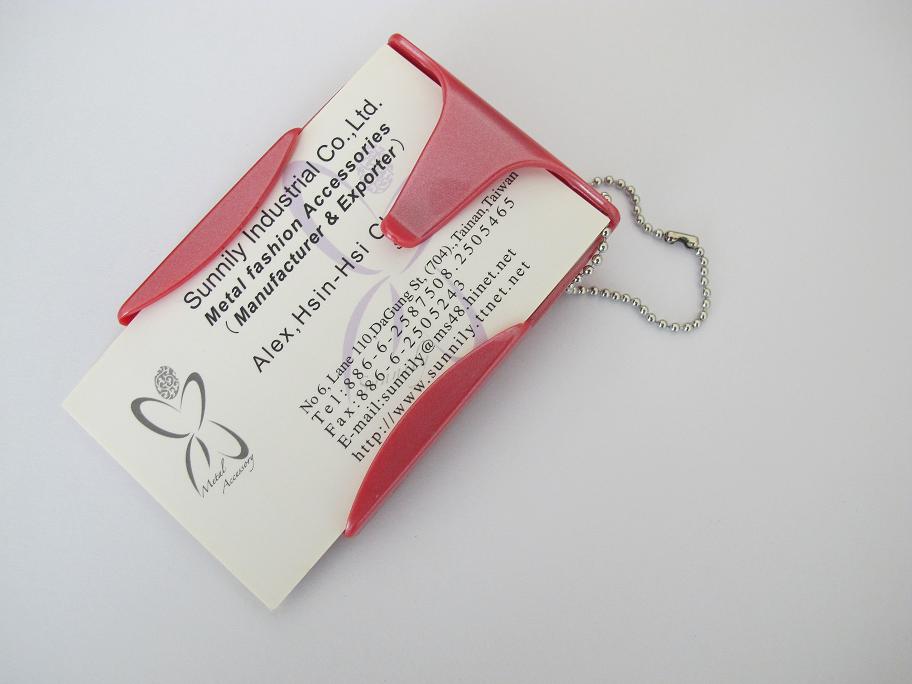 Sunnily Industrial Co.,Ltd.
Metal fashion Accessories
(Manufacturer & Exporter)
Alex,Hsin-Hsi
No 6, Lane 110.DaGung St, (704).,Tainan,Taiwan
Tel:886-6-2587508.2505465
Fax:886-6-250524
E-mail:sunnily@ms48.hinet.net
http://www.sunnily.ttnet.net
Metal
Accessory